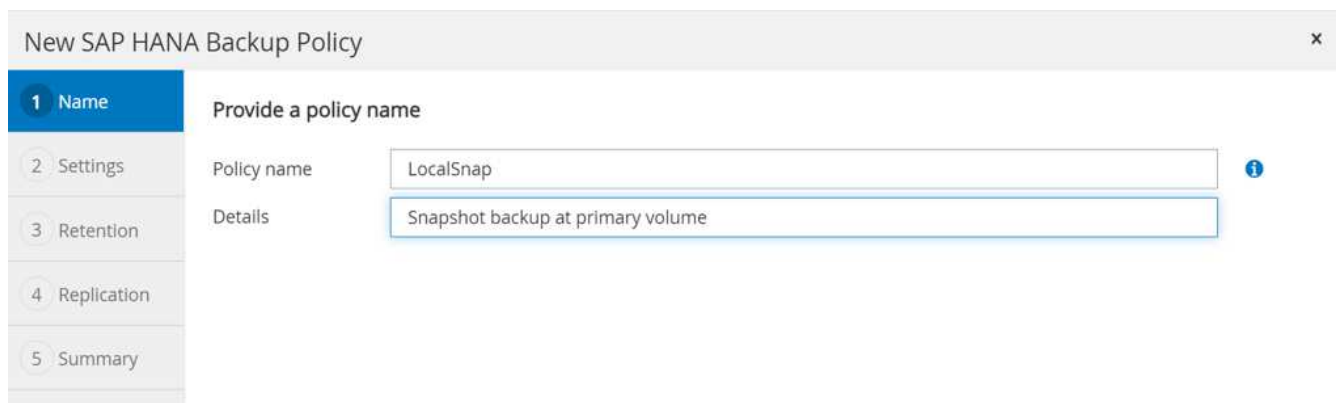 New SAP HANA Backup Policy ×
1 Name
2 Settings
3 Retention
4 Replication
5 Summary
Provide a policy name
Policy name LocalSnap
Details Snapshot backup at primary volume